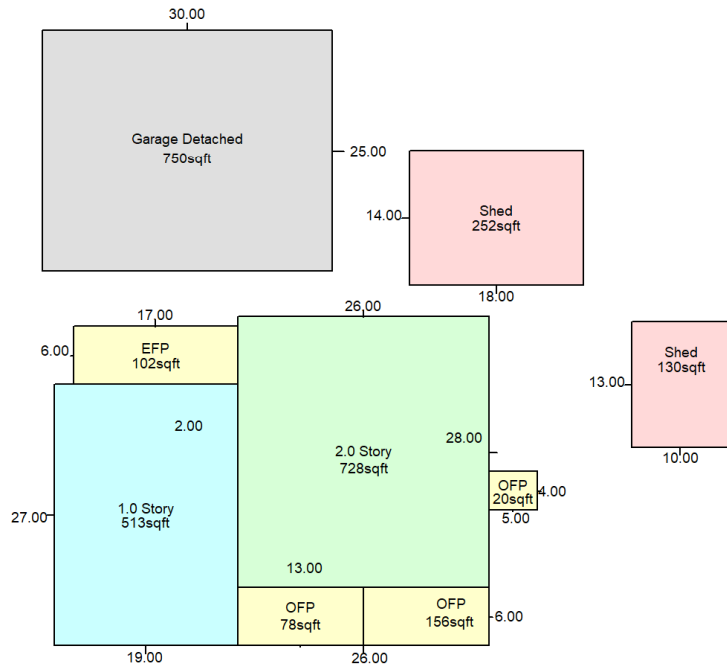 30.00
Garage Detached
750sqft
25.00
14.00
Shed
252sqft
18.00
17.00
26.00
6.00
EFP
102sqft
Shed
130sqft
13.00
10.00
2.00
28.00
2.0 Story
728sqft
OFP
20sqft
4.00
5.00
27.00
1.0 Story
513sqft
13.00
OFP
78sqft
OFP
156sqft
6.00
19.00
26.00